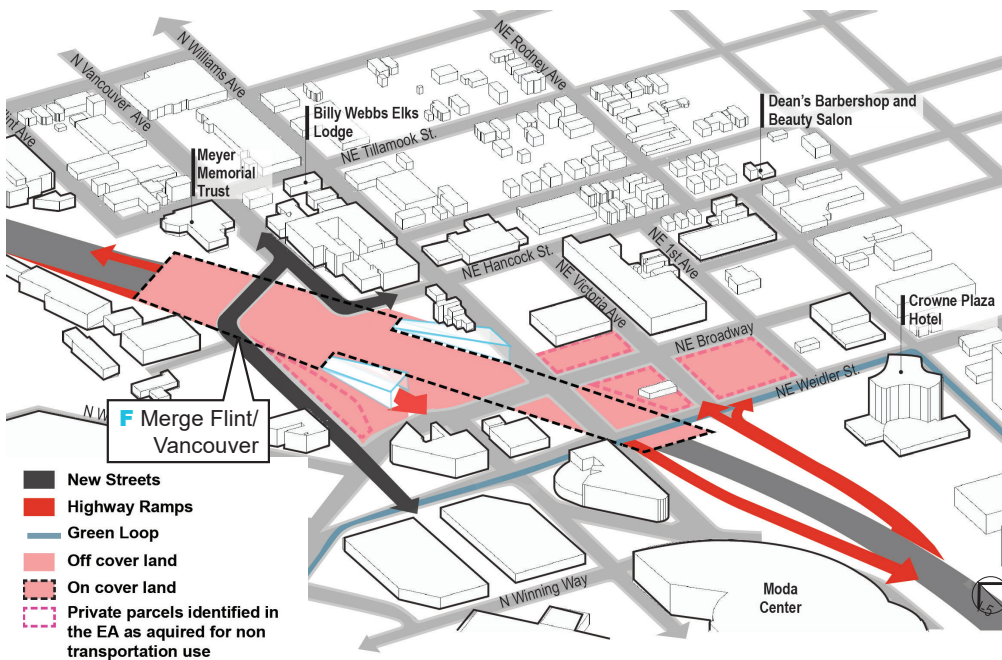 N Williams Ave
N Vancouver Ave
NE Rodney Ave
Dean's Barbershop and
Beauty Salon
Billy Webbs Elks
Lodge
NE Tillamook St.
Meyer
Memorial
Trust
NE Hancock St.
NE 1st Ave
NE Victoria Ave
Crowne Plaza
Hotel
NE Broadway
NE Weidler St.
F Merge Flint/
Vancouver
N W
New Streets
Highway Ramps
Green Loop
Off cover land
On cover land
Private parcels identified in
the EA as aquired for non
transportation use
N Winning Way
Moda
Center